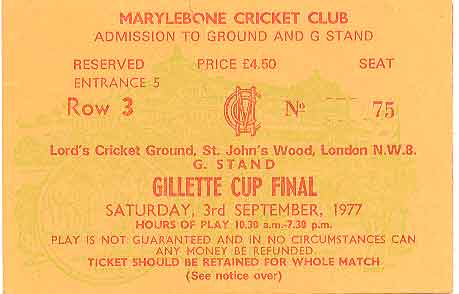 MARYLEBONE CRICKET CLUB
ADMISSION TO GROUND AND G STAND
RESERVED PRICE £4.50 SEAT
ENTRANCE 5
Row 3 MCC No 75
Lord's Cricket Ground, St. John's Wood, London N.W.8.
G. STAND
GILLETTE CUP FINAL
SATURDAY, 3rd SEPTEMBER, 1977
HOURS OF PLAY 10.30 a.m.-7.30 p.m.
PLAY IS NOT GUARANTEED AND IN NO CIRCUMSTANCES CAN
ANY MONEY BE REFUNDED.
TICKET SHOULD BE RETAINED FOR WHOLE MATCH
(See notice over)